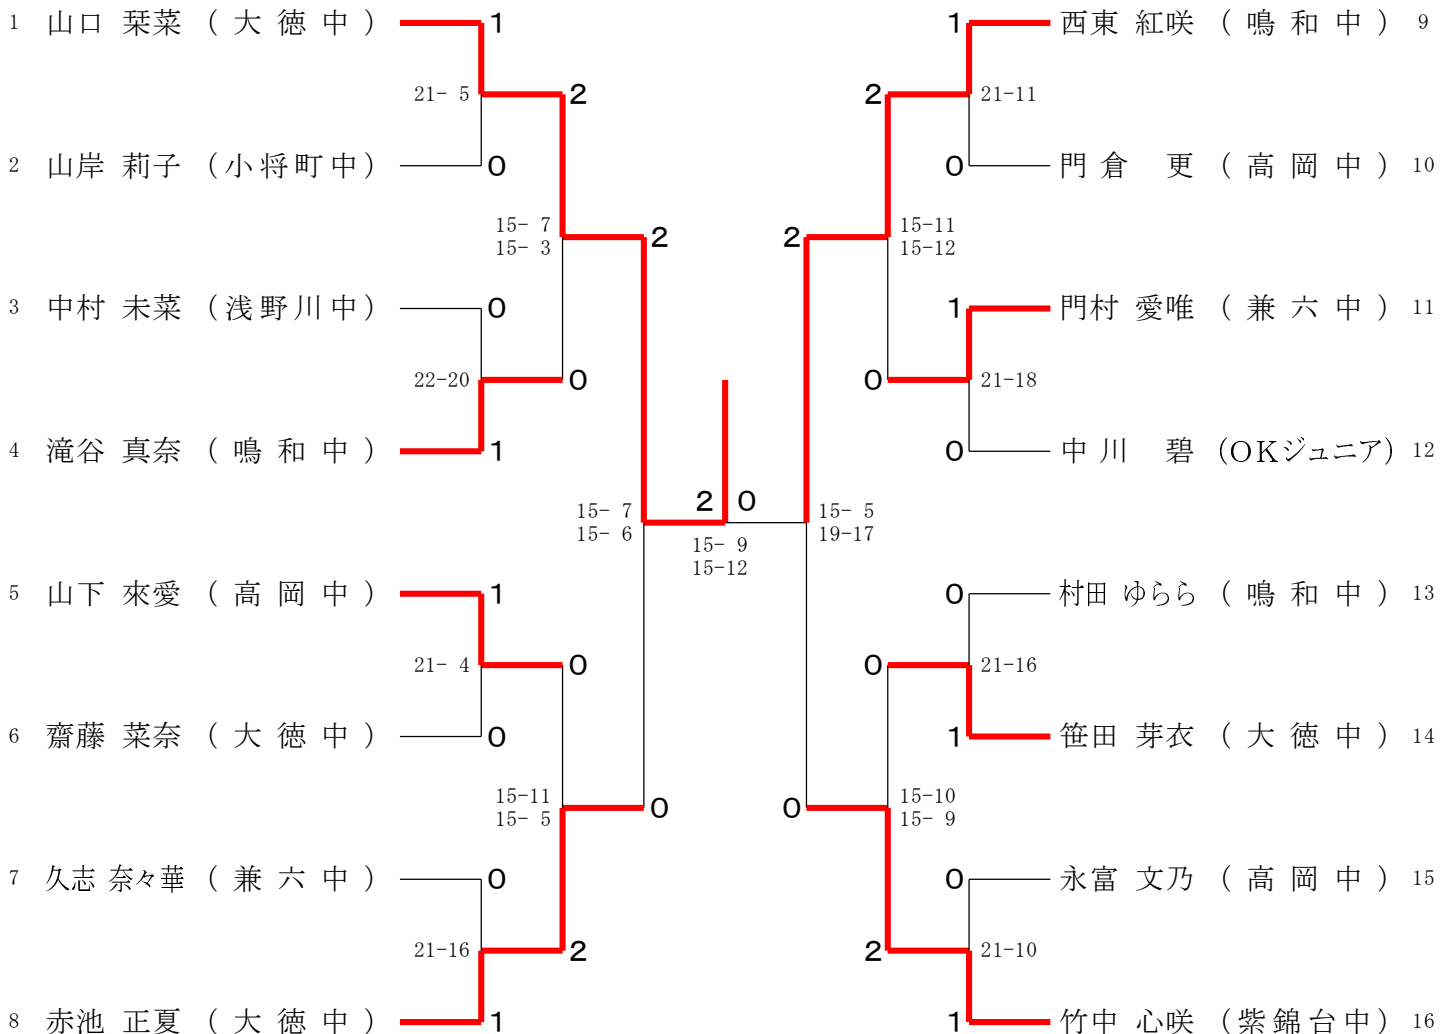 1 山口 栞菜 ( 大 徳 中 ) 1
21- 5 2
2 山岸 莉子 (小将町中) 0
15- 7 2
15- 3
3 中村 未菜 (浅野川中) 0
22-20 0
4 滝谷 真奈 ( 鳴 和 中 ) 1
15- 7
15- 6
5 山下 來愛 ( 高 岡 中 ) 1
21- 4 0
6 齋藤 菜奈 ( 大 徳 中 ) 0
15-11 0
15- 5
7 久志 奈々華 ( 兼 六 中 ) 0
21-16 2
8 赤池 正夏 ( 大 徳 中 ) 1
2 0
15- 9
15-12
1 西東 紅咲 ( 鳴 和 中 ) 9
2 21-11
0 門 倉 更 ( 高 岡 中 ) 10
2 15-11
15-12
1 門村 愛唯 ( 兼 六 中 ) 11
0 21-18
0 中 川 碧 (OKジュニア) 12
15- 5
19-17
0 村田 ゆらら ( 鳴 和 中 ) 13
0 21-16
1 笹田 芽衣 ( 大 徳 中 ) 14
0 15-10
15- 9
0 永富 文乃 ( 高 岡 中 ) 15
2 21-10
1 竹中 心咲 (紫錦台中) 16